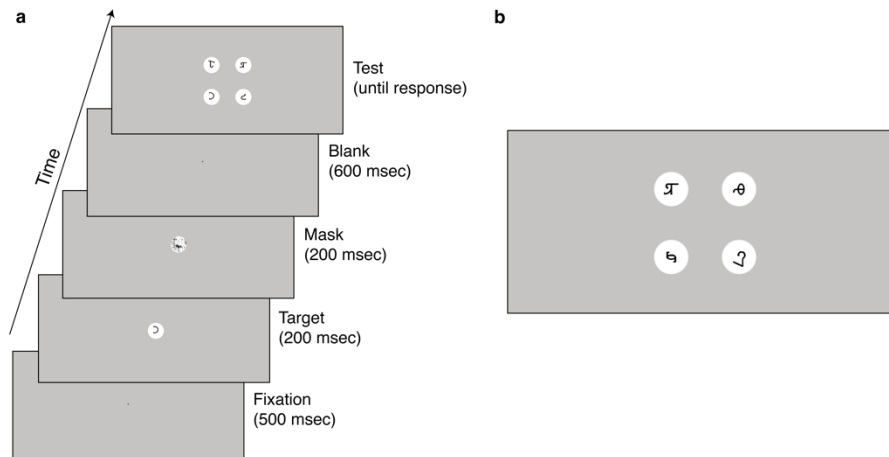 a
b
Time
Test
(until response)
Blank
(600 msec)
Mask
(200 msec)
Target
(200 msec)
Fixation
(500 msec)